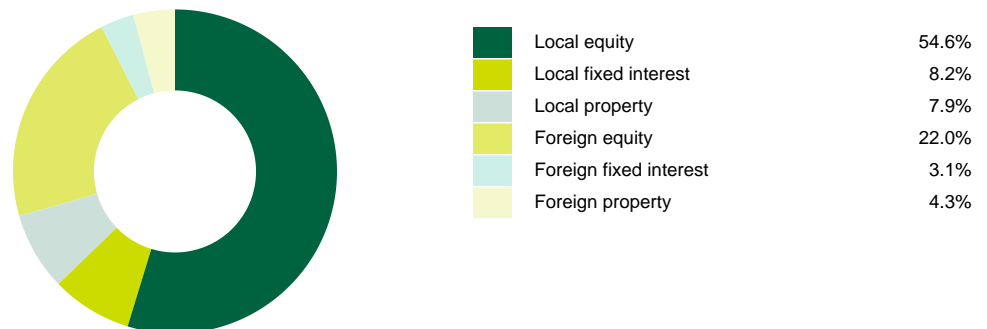 Local equity 54.6%
Local fixed interest 8.2%
Local property 7.9%
Foreign equity 22.0%
Foreign fixed interest 3.1%
Foreign property 4.3%